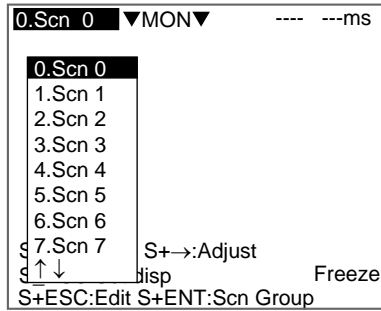 0.Scn 0 ▼MON▼ ---- ---ms
0.Scn 0
1.Scn 1
2.Scn 2
3.Scn 3
4.Scn 4
5.Scn 5
6.Scn 6
7.Scn 7
↑↓
S+→:Adjust
disp Freeze
S+ESC:Edit S+ENT:Scn Group